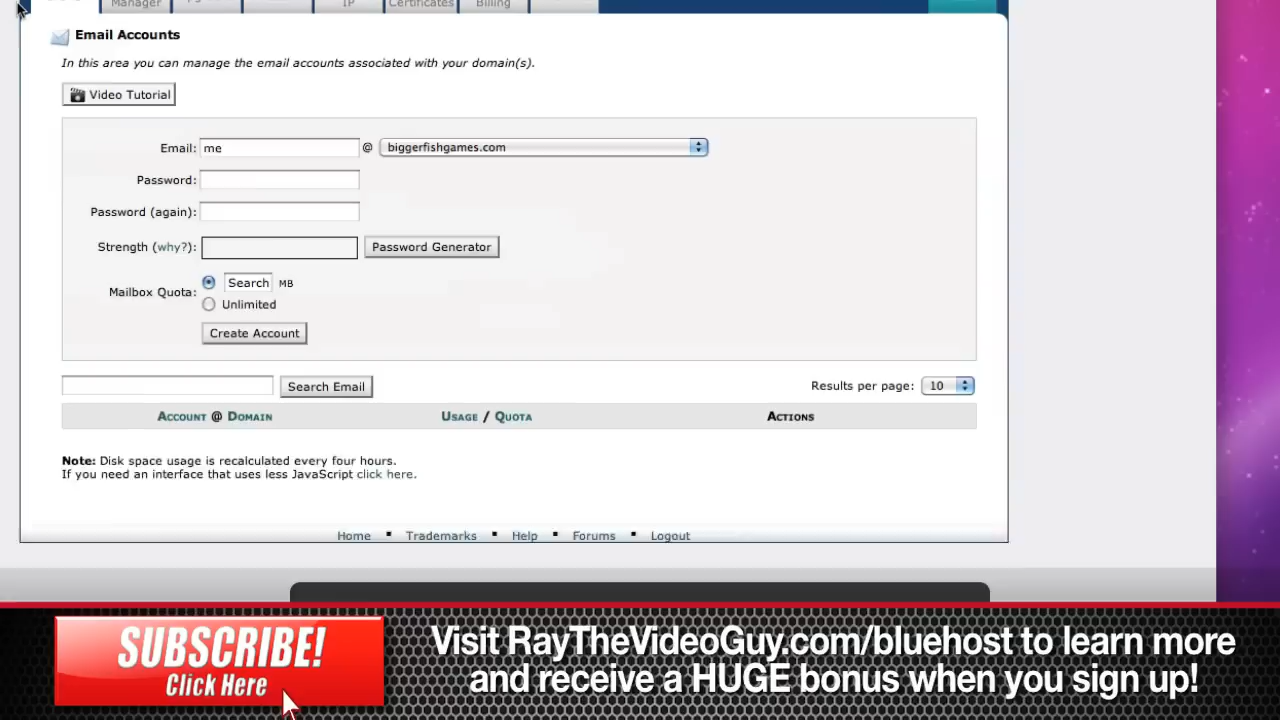 Manager
IP
Certificates
Billing
Email Accounts
In this area you can manage the email accounts associated with your domain(s).
Video Tutorial
Email: me @ biggerfishgames.com
Password:
Password (again):
Strength (why?): Password Generator
Mailbox Quota: Search MB
Unlimited
Create Account
Search Email Results per page: 10
Account @ Domain Usage / Quota Actions
Note: Disk space usage is recalculated every four hours.
If you need an interface that uses less JavaScript click here.
Home ▪ Trademarks ▪ Help ▪ Forums ▪ Logout
SUBSCRIBE!
Click Here
Visit RayTheVideoGuy.com/bluehost to learn more
and receive a HUGE bonus when you sign up!